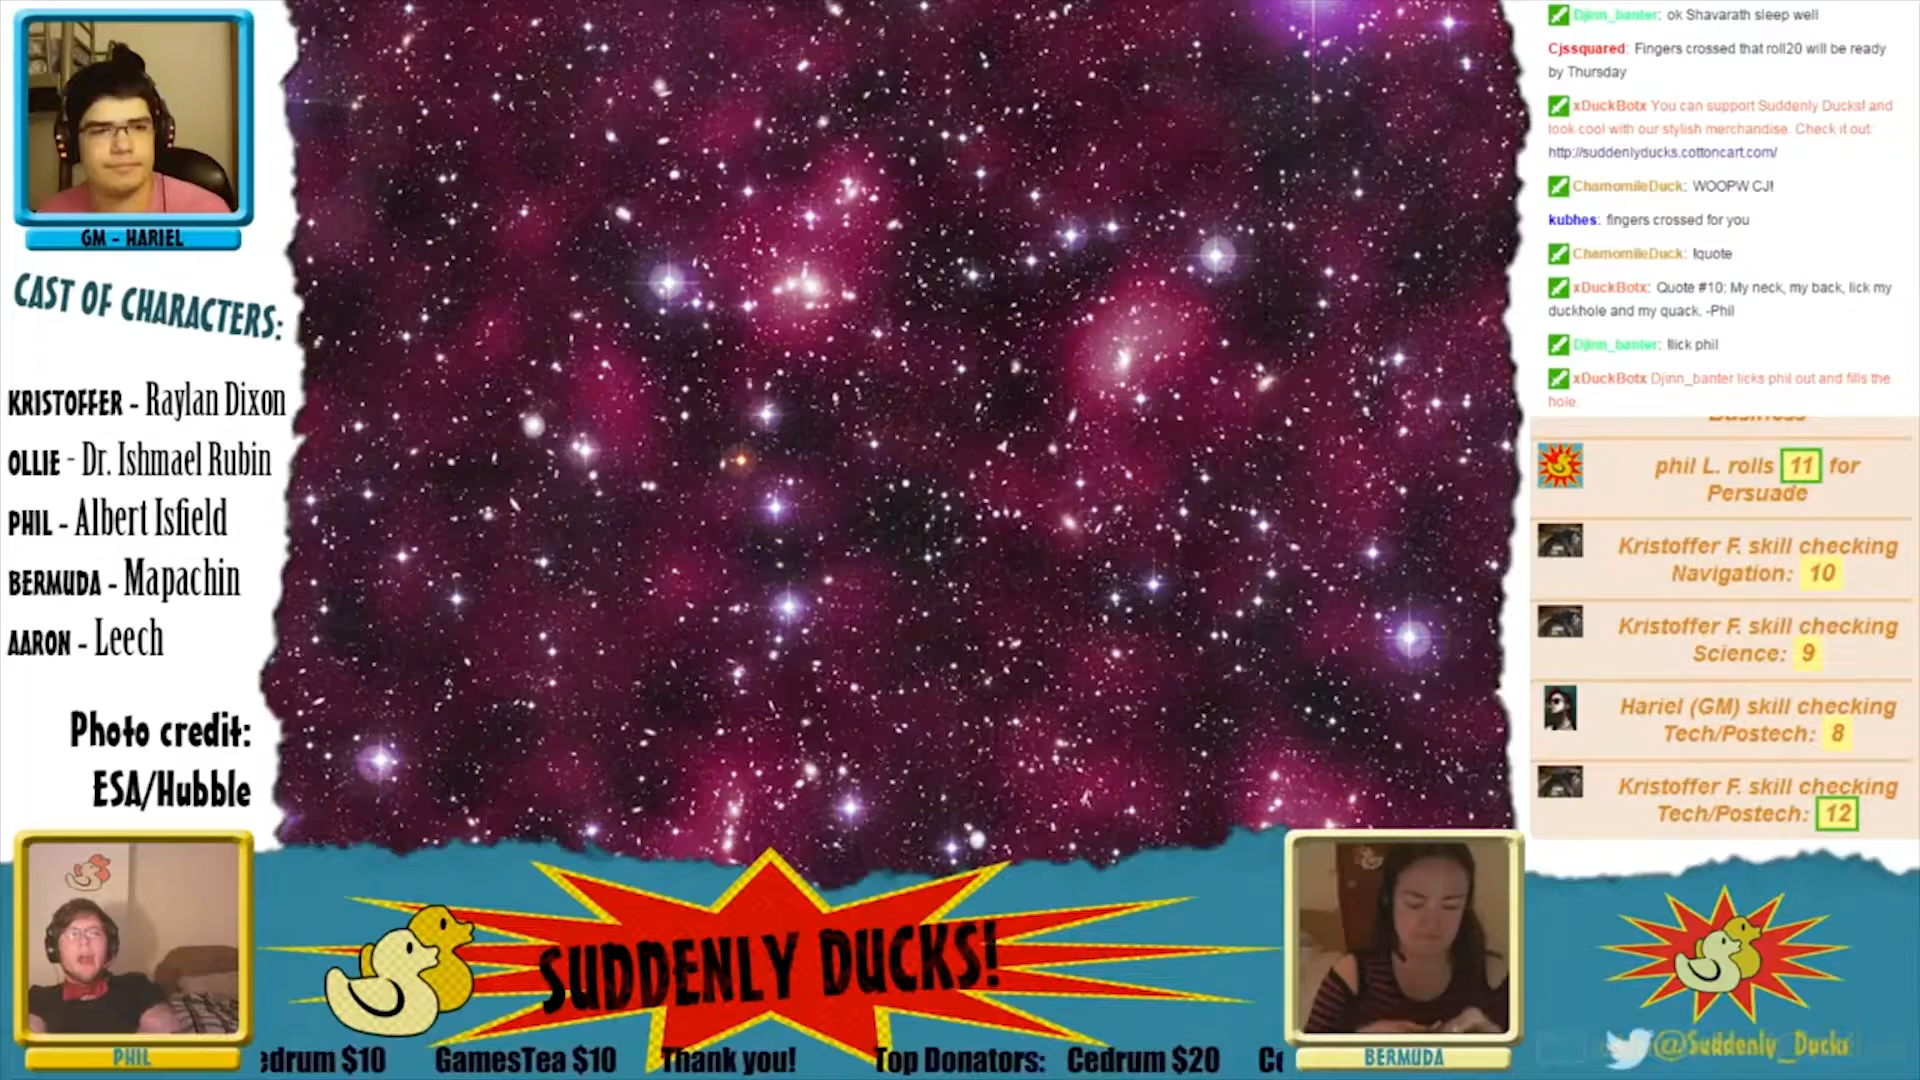 GM - HARIEL
CAST OF CHARACTERS:
KRISTOFFER - Raylan Dixon
OLLIE - Dr. Ishmael Rubin
PHIL - Albert Isfield
BERMUDA - Mapachin
AARON - Leech
Photo credit:
ESA/Hubble
PHIL
SUDDENLY DUCKS!
edrum $10 GamesTea $10 Thank you! Top Donators: Cedrum $20
BERMUDA
Djinn_banter: ok Shavarath sleep well
Cjssquared: Fingers crossed that roll20 will be ready
by Thursday
xDuckBotx You can support Suddenly Ducks! and
look cool with our stylish merchandise. Check it out:
http://suddenlyducks.cottoncart.com/
ChamomileDuck: WOOPW CJ!
kubhes: fingers crossed for you
ChamomileDuck: !quote
xDuckBotx: Quote #10: My neck, my back, lick my
duckhole and my quack. -Phil
Djinn_banter: !lick phil
xDuckBotx Djinn_banter licks phil out and fills the
hole.
Business
phil L. rolls 11 for
Persuade
Kristoffer F. skill checking
Navigation: 10
Kristoffer F. skill checking
Science: 9
Hariel (GM) skill checking
Tech/Postech: 8
Kristoffer F. skill checking
Tech/Postech: 12
@Suddenly_Ducks